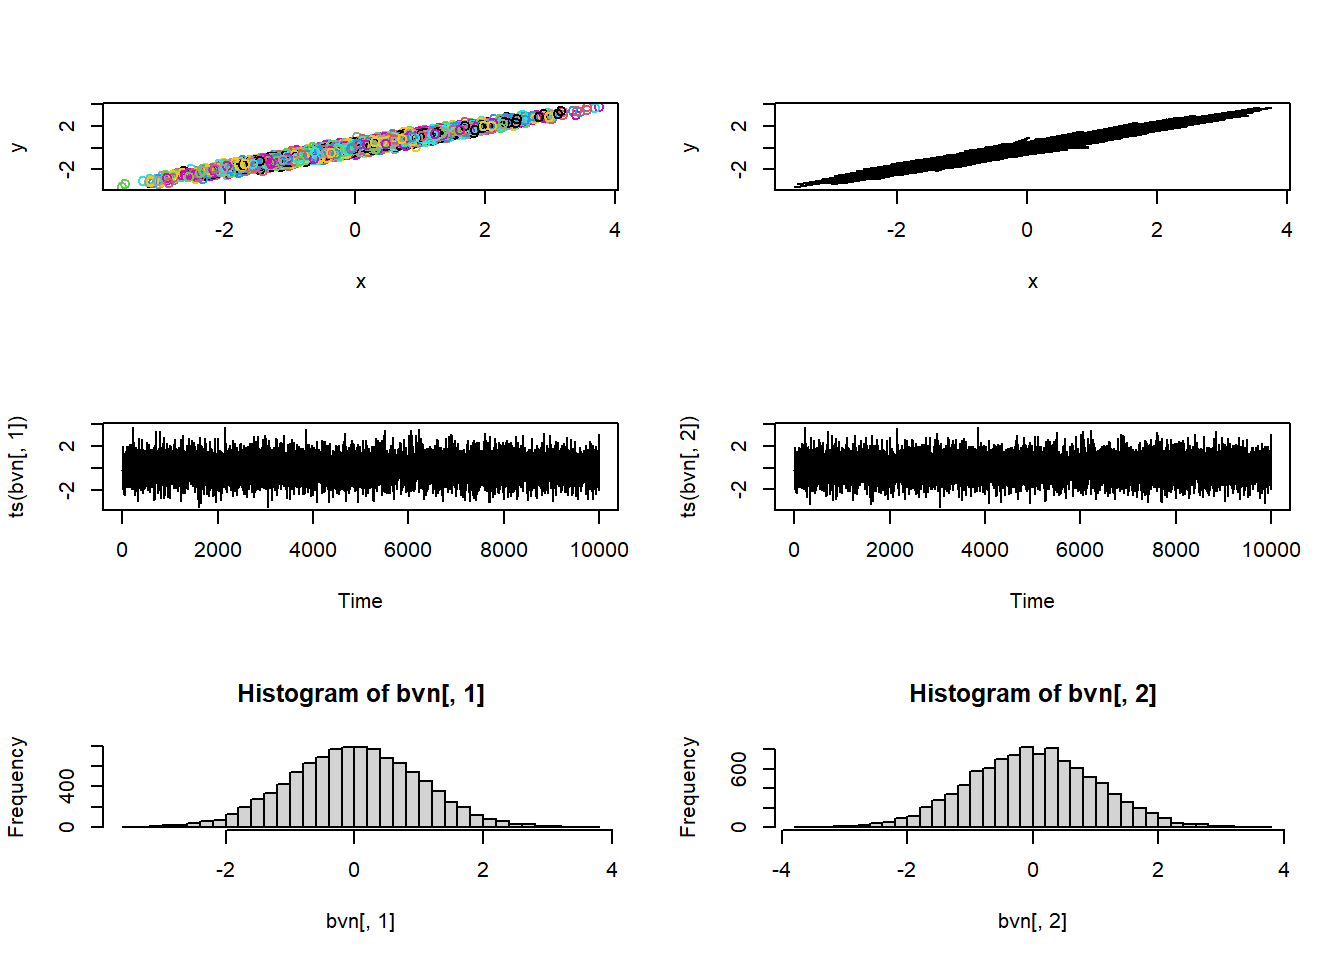 y
2
-2
-2 0 2 4
x
y
2
-2
-2 0 2 4
x
ts(bvn[, 1])
2
-2
0 2000 4000 6000 8000 10000
Time
ts(bvn[, 2])
2
-2
0 2000 4000 6000 8000 10000
Time
Histogram of bvn[, 1]
Frequency
400
0
-2 0 2 4
bvn[, 1]
Histogram of bvn[, 2]
Frequency
600
0
-4 -2 0 2 4
bvn[, 2]